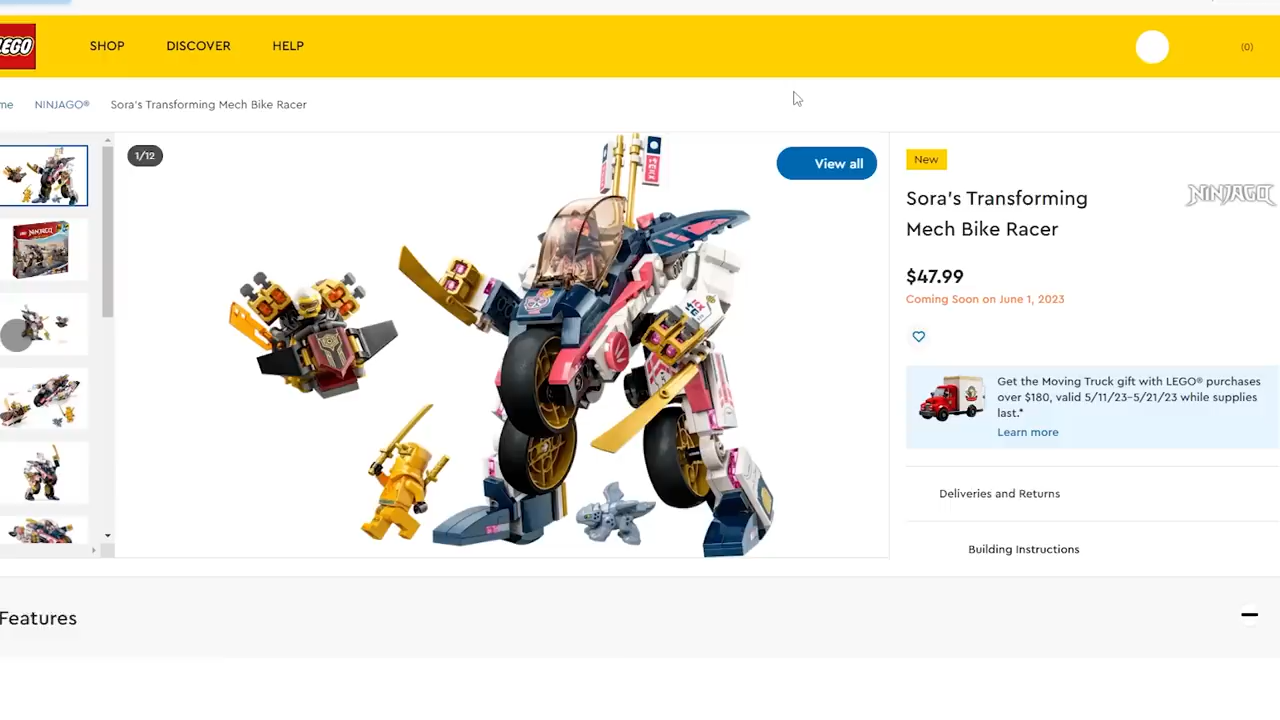 LEGO
SHOP
DISCOVER
HELP
(0)
me
NINJAGO®
Sora's Transforming Mech Bike Racer
1/12
View all
New
Sora's Transforming
Mech Bike Racer
NINJAGO
$47.99
Coming Soon on June 1, 2023
Get the Moving Truck gift with LEGO® purchases
over $180, valid 5/11/23–5/21/23 while supplies
last.*
Learn more
Deliveries and Returns
Building Instructions
Features